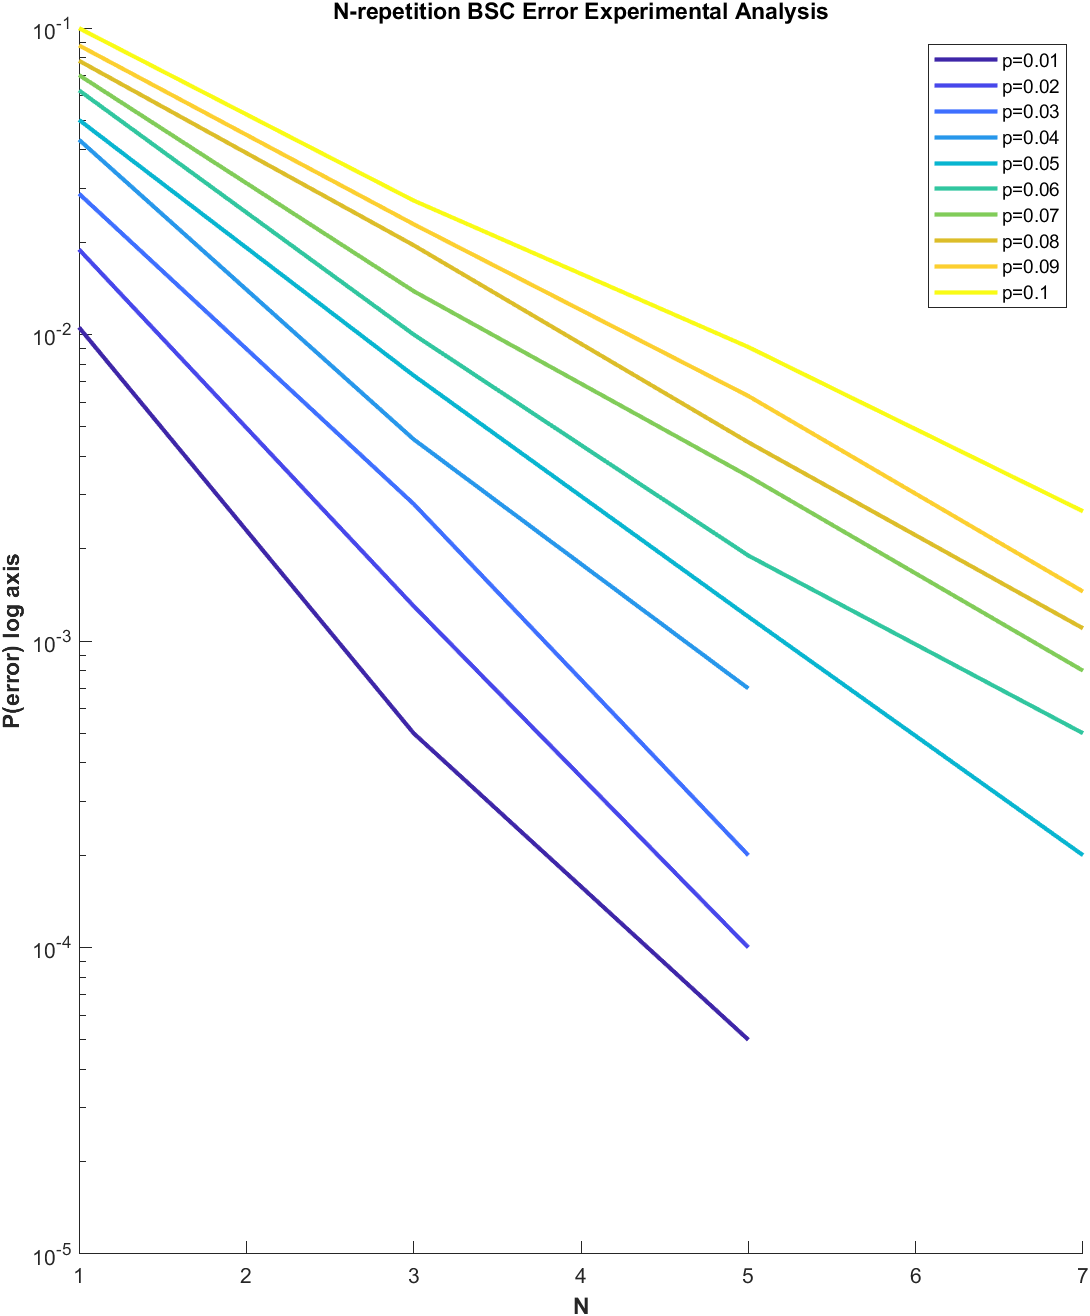 N-repetition BSC Error Experimental Analysis
10^-1
10^-2
10^-3
10^-4
10^-5
P(error) log axis
1 2 3 4 5 6 7
N
p=0.01
p=0.02
p=0.03
p=0.04
p=0.05
p=0.06
p=0.07
p=0.08
p=0.09
p=0.1